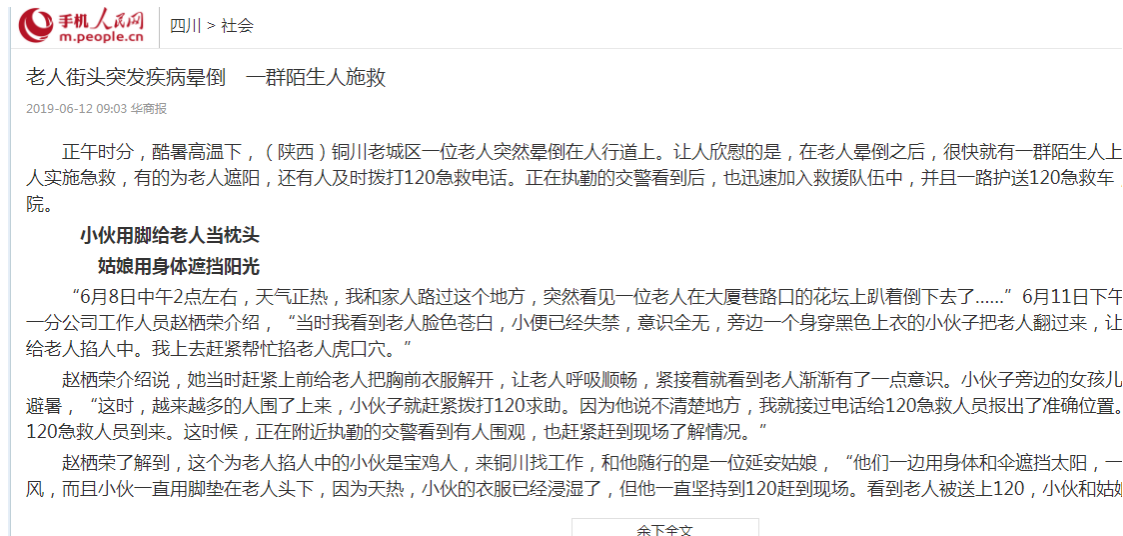 手机人民网
m.people.cn
四川 > 社会
老人街头突发疾病晕倒 一群陌生人施救
2019-06-12 09:03 华商报
正午时分，酷暑高温下，（陕西）铜川老城区一位老人突然晕倒在人行道上。让人欣慰的是，在老人晕倒之后，很快就有一群陌生人上
人实施急救，有的为老人遮阳，还有人及时拨打120急救电话。正在执勤的交警看到后，也迅速加入救援队伍中，并且一路护送120急救车，
院。
小伙用脚给老人当枕头
姑娘用身体遮挡阳光
“6月8日中午2点左右，天气正热，我和家人路过这个地方，突然看见一位老人在大厦巷路口的花坛上趴着倒下去了……”6月11日下午
一分公司工作人员赵栖荣介绍，“当时我看到老人脸色苍白，小便已经失禁，意识全无，旁边一个身穿黑色上衣的小伙子把老人翻过来，让
给老人掐人中。我上去赶紧帮忙掐老人虎口穴。”
赵栖荣介绍说，她当时赶紧上前给老人把胸前衣服解开，让老人呼吸顺畅，紧接着就看到老人渐渐有了一点意识。小伙子旁边的女孩儿
避暑，“这时，越来越多的人围了上来，小伙子就赶紧拨打120求助。因为他说不清楚地方，我就接过电话给120急救人员报出了准确位置。
120急救人员到来。这时候，正在附近执勤的交警看到有人围观，也赶紧赶到现场了解情况。”
赵栖荣了解到，这个为老人掐人中的小伙是宝鸡人，来铜川找工作，和他随行的是一位延安姑娘，“他们一边用身体和伞遮挡太阳，一
风，而且小伙一直用脚垫在老人头下，因为天热，小伙的衣服已经浸湿了，但他一直坚持到120赶到现场。看到老人被送上120，小伙和姑娘
余下全文